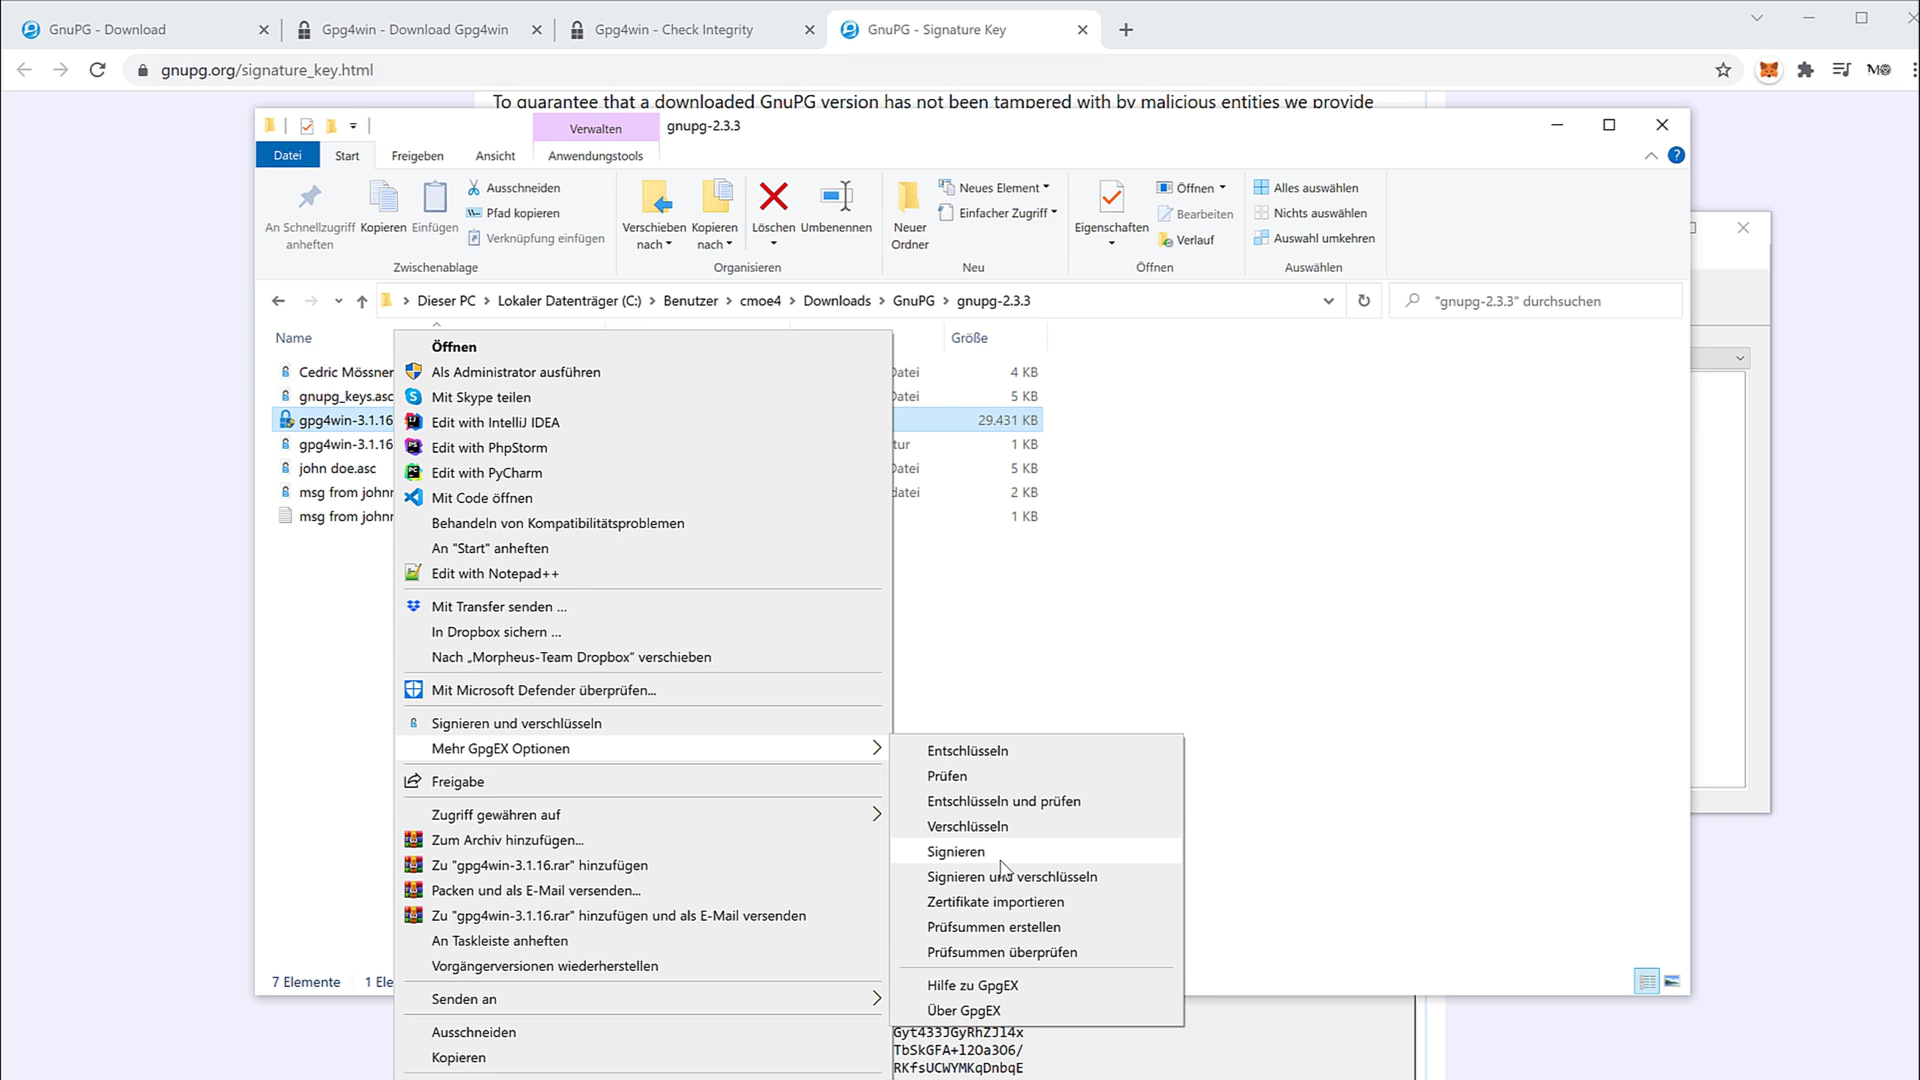 GnuPG - Download
Gpg4win - Download Gpg4win
Gpg4win - Check Integrity
GnuPG - Signature Key
gnupg.org/signature_key.html
To guarantee that a downloaded GnuPG version has not been tampered with by malicious entities we provide
Verwalten
gnupg-2.3.3
Datei
Start
Freigeben
Ansicht
Anwendungstools
An Schnellzugriff anheften
Kopieren
Einfügen
Ausschneiden
Pfad kopieren
Verknüpfung einfügen
Zwischenablage
Verschieben nach
Kopieren nach
Löschen
Umbenennen
Organisieren
Neuer Ordner
Neues Element
Einfacher Zugriff
Neu
Eigenschaften
Öffnen
Bearbeiten
Verlauf
Öffnen
Alles auswählen
Nichts auswählen
Auswahl umkehren
Auswählen
Dieser PC > Lokaler Datenträger (C:) > Benutzer > cmoe4 > Downloads > GnuPG > gnupg-2.3.3
"gnupg-2.3.3" durchsuchen
Name
Größe
Cedric Mössner
Datei
4 KB
gnupg_keys.asc
Datei
5 KB
gpg4win-3.1.16
29.431 KB
gpg4win-3.1.16
tur
1 KB
john doe.asc
Datei
5 KB
msg from johnn
datei
2 KB
msg from johnn
1 KB
Öffnen
Als Administrator ausführen
Mit Skype teilen
Edit with IntelliJ IDEA
Edit with PhpStorm
Edit with PyCharm
Mit Code öffnen
Behandeln von Kompatibilitätsproblemen
An "Start" anheften
Edit with Notepad++
Mit Transfer senden ...
In Dropbox sichern ...
Nach „Morpheus-Team Dropbox” verschieben
Mit Microsoft Defender überprüfen...
Signieren und verschlüsseln
Mehr GpgEX Optionen
Freigabe
Zugriff gewähren auf
Zum Archiv hinzufügen...
Zu "gpg4win-3.1.16.rar" hinzufügen
Packen und als E-Mail versenden...
Zu "gpg4win-3.1.16.rar" hinzufügen und als E-Mail versenden
An Taskleiste anheften
Vorgängerversionen wiederherstellen
Senden an
Ausschneiden
Kopieren
Entschlüsseln
Prüfen
Entschlüsseln und prüfen
Verschlüsseln
Signieren
Signieren und verschlüsseln
Zertifikate importieren
Prüfsummen erstellen
Prüfsummen überprüfen
Hilfe zu GpgEX
Über GpgEX
7 Elemente
1 Ele
Gyt433JGyRhZJl4x
TbSkGFA+l2Oa3O6/
RKfsUCWYMKqDnbqE